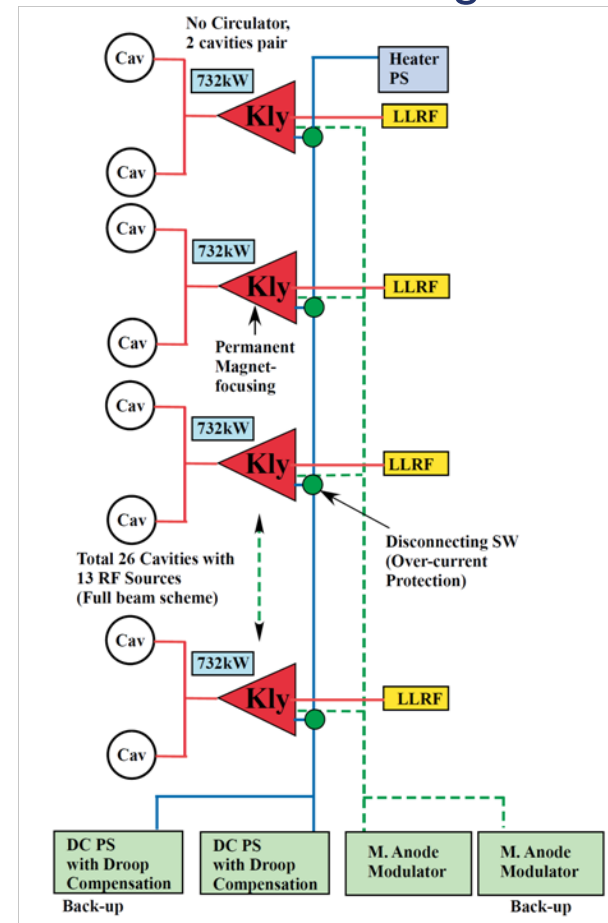 No Circulator,
2 cavities pair
Cav
732kW
Kly
Heater
PS
LLRF
Cav
Cav
732kW
Kly
LLRF
Cav
Permanent
Magnet-
focusing
Cav
732kW
Kly
LLRF
Cav
Disconnecting SW
(Over-current
Protection)
Total 26 Cavities with
13 RF Sources
(Full beam scheme)
Cav
732kW
Kly
LLRF
Cav
DC PS
with Droop
Compensation
Back-up
DC PS
with Droop
Compensation
M. Anode
Modulator
M. Anode
Modulator
Back-up